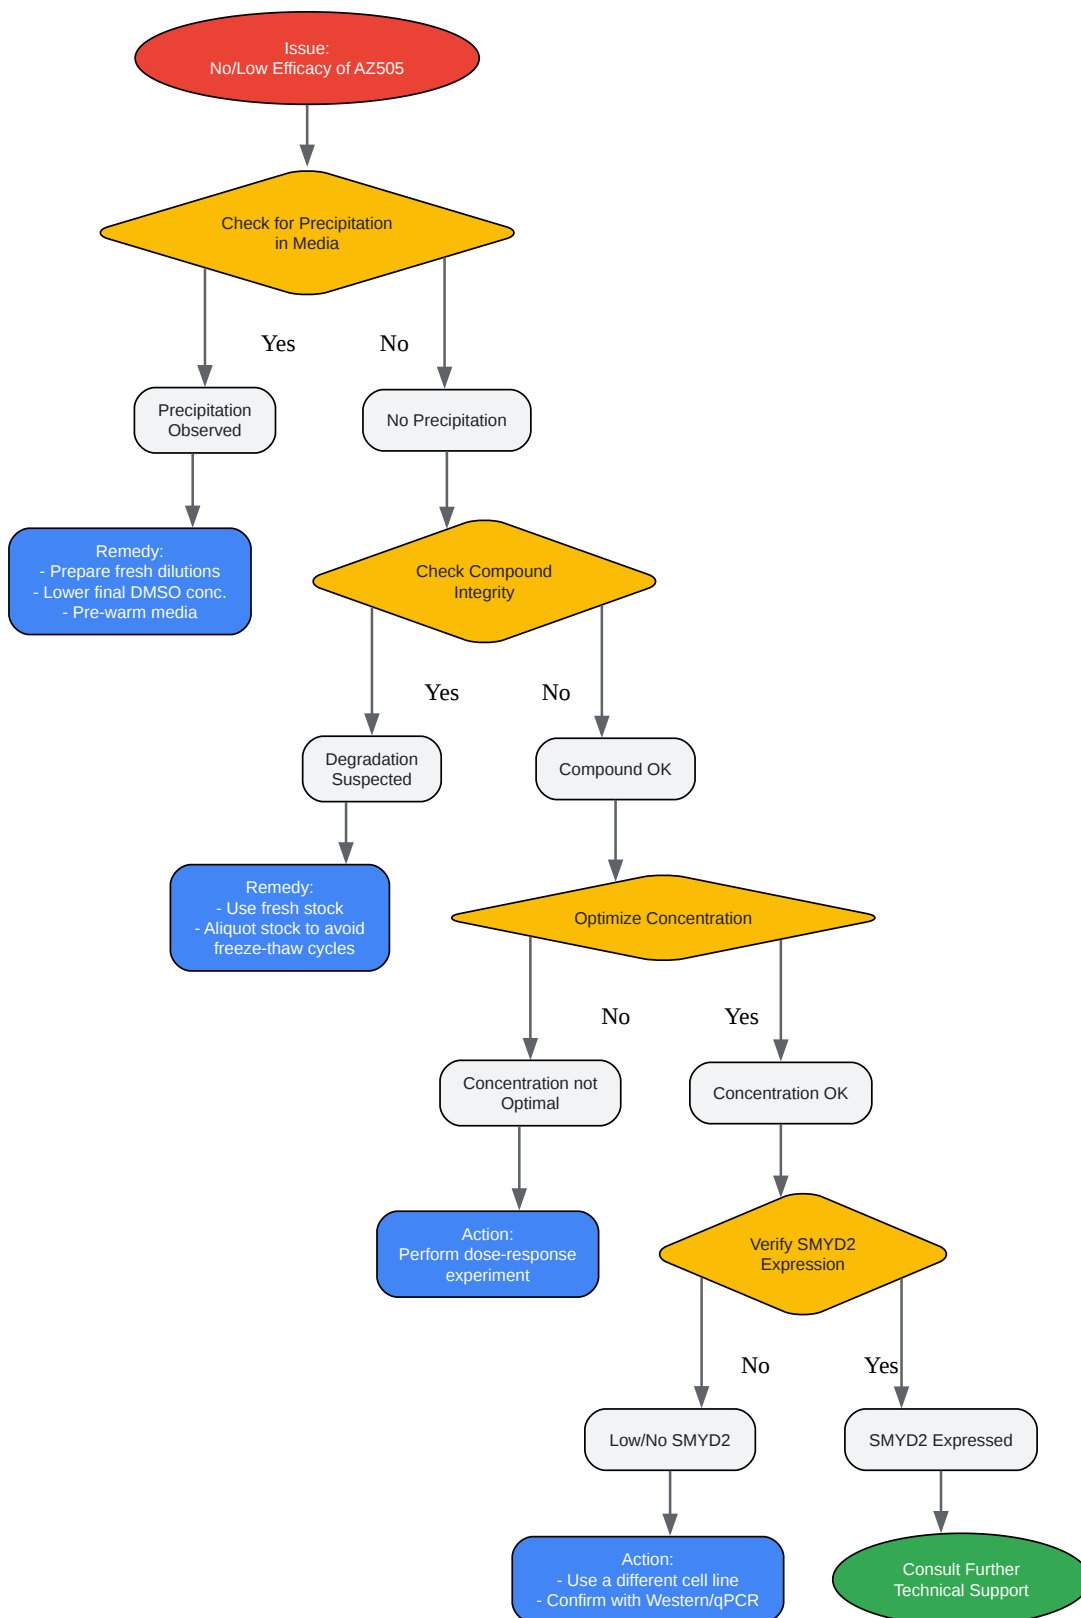 Issue:
No/Low Efficacy of AZ505
Check for Precipitation
in Media
Yes
No
Precipitation
Observed
No Precipitation
Remedy:
- Prepare fresh dilutions
- Lower final DMSO conc.
- Pre-warm media
Check Compound
Integrity
Yes
No
Degradation
Suspected
Compound OK
Remedy:
- Use fresh stock
- Aliquot stock to avoid
freeze-thaw cycles
Optimize Concentration
No
Yes
Concentration not
Optimal
Concentration OK
Action:
Perform dose-response
experiment
Verify SMYD2
Expression
No
Yes
Low/No SMYD2
SMYD2 Expressed
Action:
- Use a different cell line
- Confirm with Western/qPCR
Consult Further
Technical Support